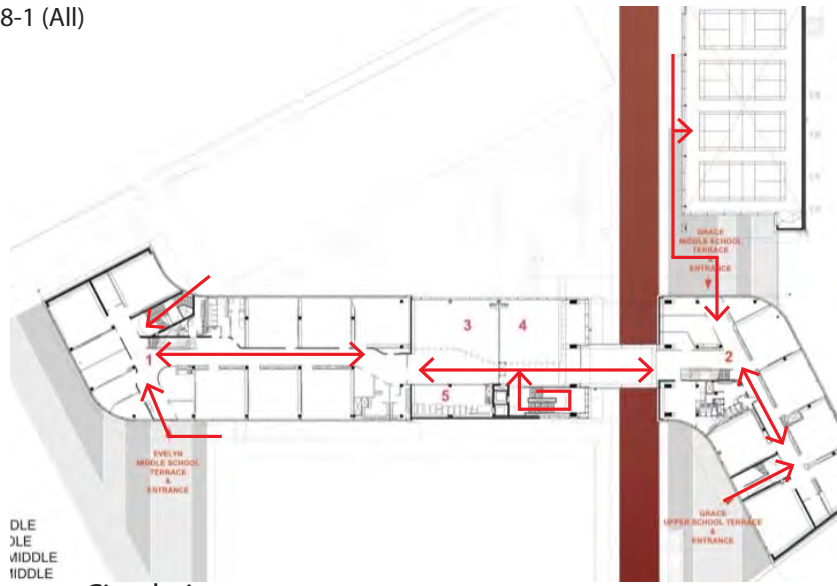 8-1 (All)
GRACE
MIDDLE SCHOOL
TERRACE
&
ENTRANCE
3
4
1
2
5
EVELYN
MIDDLE SCHOOL
TERRACE
&
ENTRANCE
GRACE
UPPER SCHOOL TERRACE
&
ENTRANCE
DLE
DLE
MIDDLE
MIDDLE